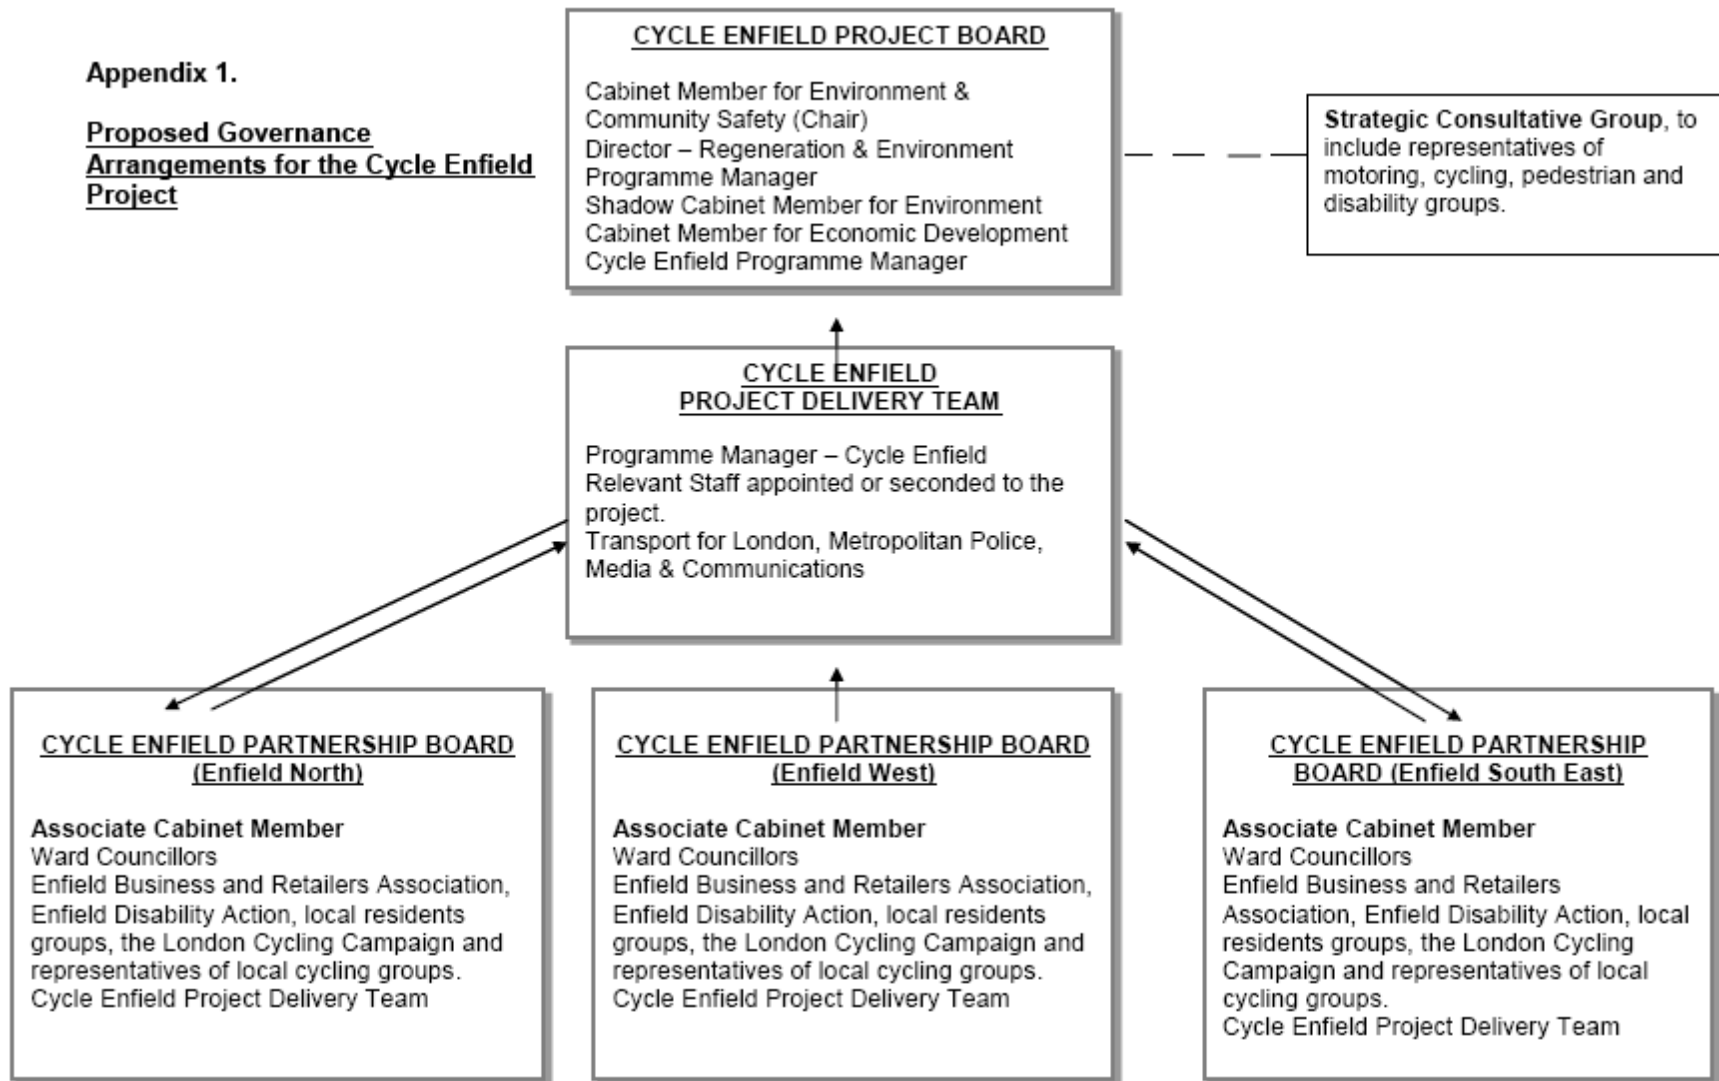 Appendix 1.
Proposed Governance
Arrangements for the Cycle Enfield
Project
CYCLE ENFIELD PROJECT BOARD
Cabinet Member for Environment &
Community Safety (Chair)
Director – Regeneration & Environment
Programme Manager
Shadow Cabinet Member for Environment
Cabinet Member for Economic Development
Cycle Enfield Programme Manager
Strategic Consultative Group, to
include representatives of
motoring, cycling, pedestrian and
disability groups.
CYCLE ENFIELD
PROJECT DELIVERY TEAM
Programme Manager – Cycle Enfield
Relevant Staff appointed or seconded to the
project.
Transport for London, Metropolitan Police,
Media & Communications
CYCLE ENFIELD PARTNERSHIP BOARD
(Enfield North)
Associate Cabinet Member
Ward Councillors
Enfield Business and Retailers Association,
Enfield Disability Action, local residents
groups, the London Cycling Campaign and
representatives of local cycling groups.
Cycle Enfield Project Delivery Team
CYCLE ENFIELD PARTNERSHIP BOARD
(Enfield West)
Associate Cabinet Member
Ward Councillors
Enfield Business and Retailers Association,
Enfield Disability Action, local residents
groups, the London Cycling Campaign and
representatives of local cycling groups.
Cycle Enfield Project Delivery Team
CYCLE ENFIELD PARTNERSHIP
BOARD (Enfield South East)
Associate Cabinet Member
Ward Councillors
Enfield Business and Retailers
Association, Enfield Disability Action, local
residents groups, the London Cycling
Campaign and representatives of local
cycling groups.
Cycle Enfield Project Delivery Team